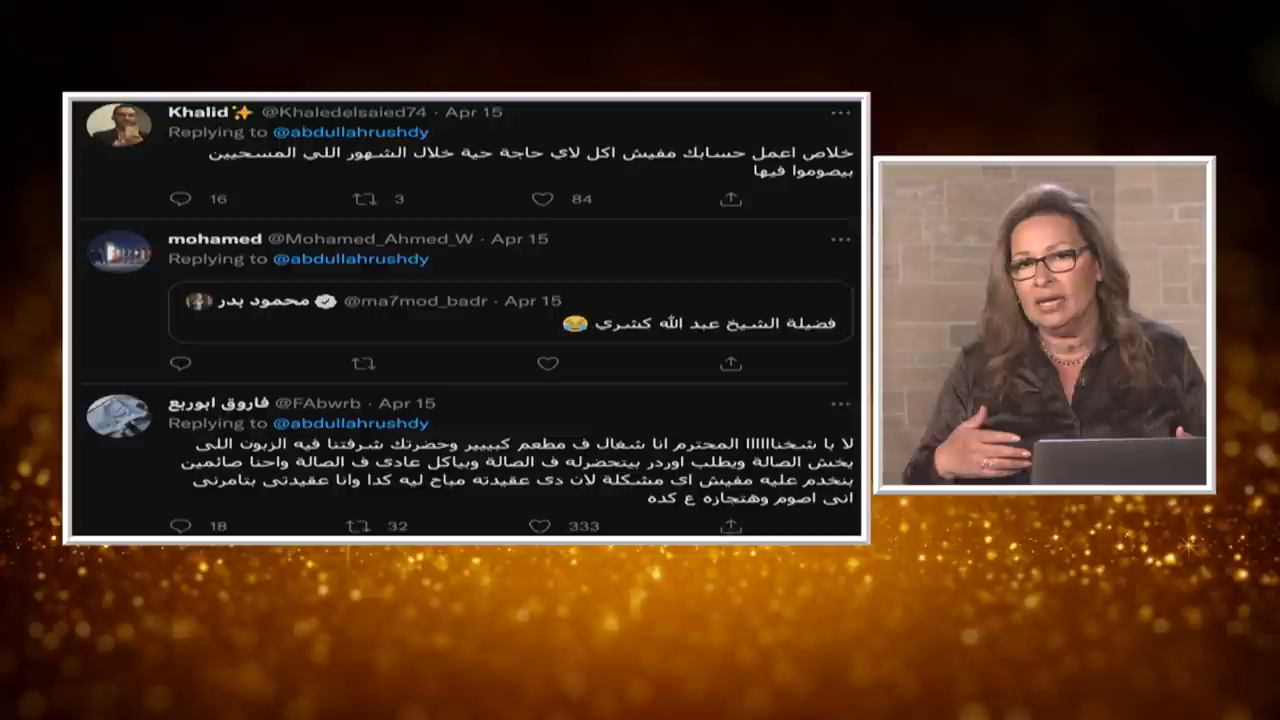 Khalid✨ @Khaledelsaied74 · Apr 15
Replying to @abdullahrushdy
خلاص اعمل حسابك مفيش اكل لاي حاجة حية خلال الشهور اللي المسحيين
بيصوموا فيها
16 3 84
mohamed @Mohamed_Ahmed_W · Apr 15
Replying to @abdullahrushdy
محمود بدر @ma7mod_badr · Apr 15
فضيلة الشيخ عبد الله كشري 😂
فاروق ابوربع @FAbwrb · Apr 15
Replying to @abdullahrushdy
لا يا شخناااااا المحترم انا شغال ف مطعم كبيبير وحضرتك شرفتنا فيه الزبون اللى
يخش الصالة ويطلب اوردر بيتحضرله ف الصالة وبياكل عادى ف الصالة واحنا صائمين
بنخدم عليه مفيش اى مشكلة لان دى عقيدته مباح ليه كدا وانا عقيدتى بتامرنى
انى اصوم وهتجازه ع كده
18 32 333